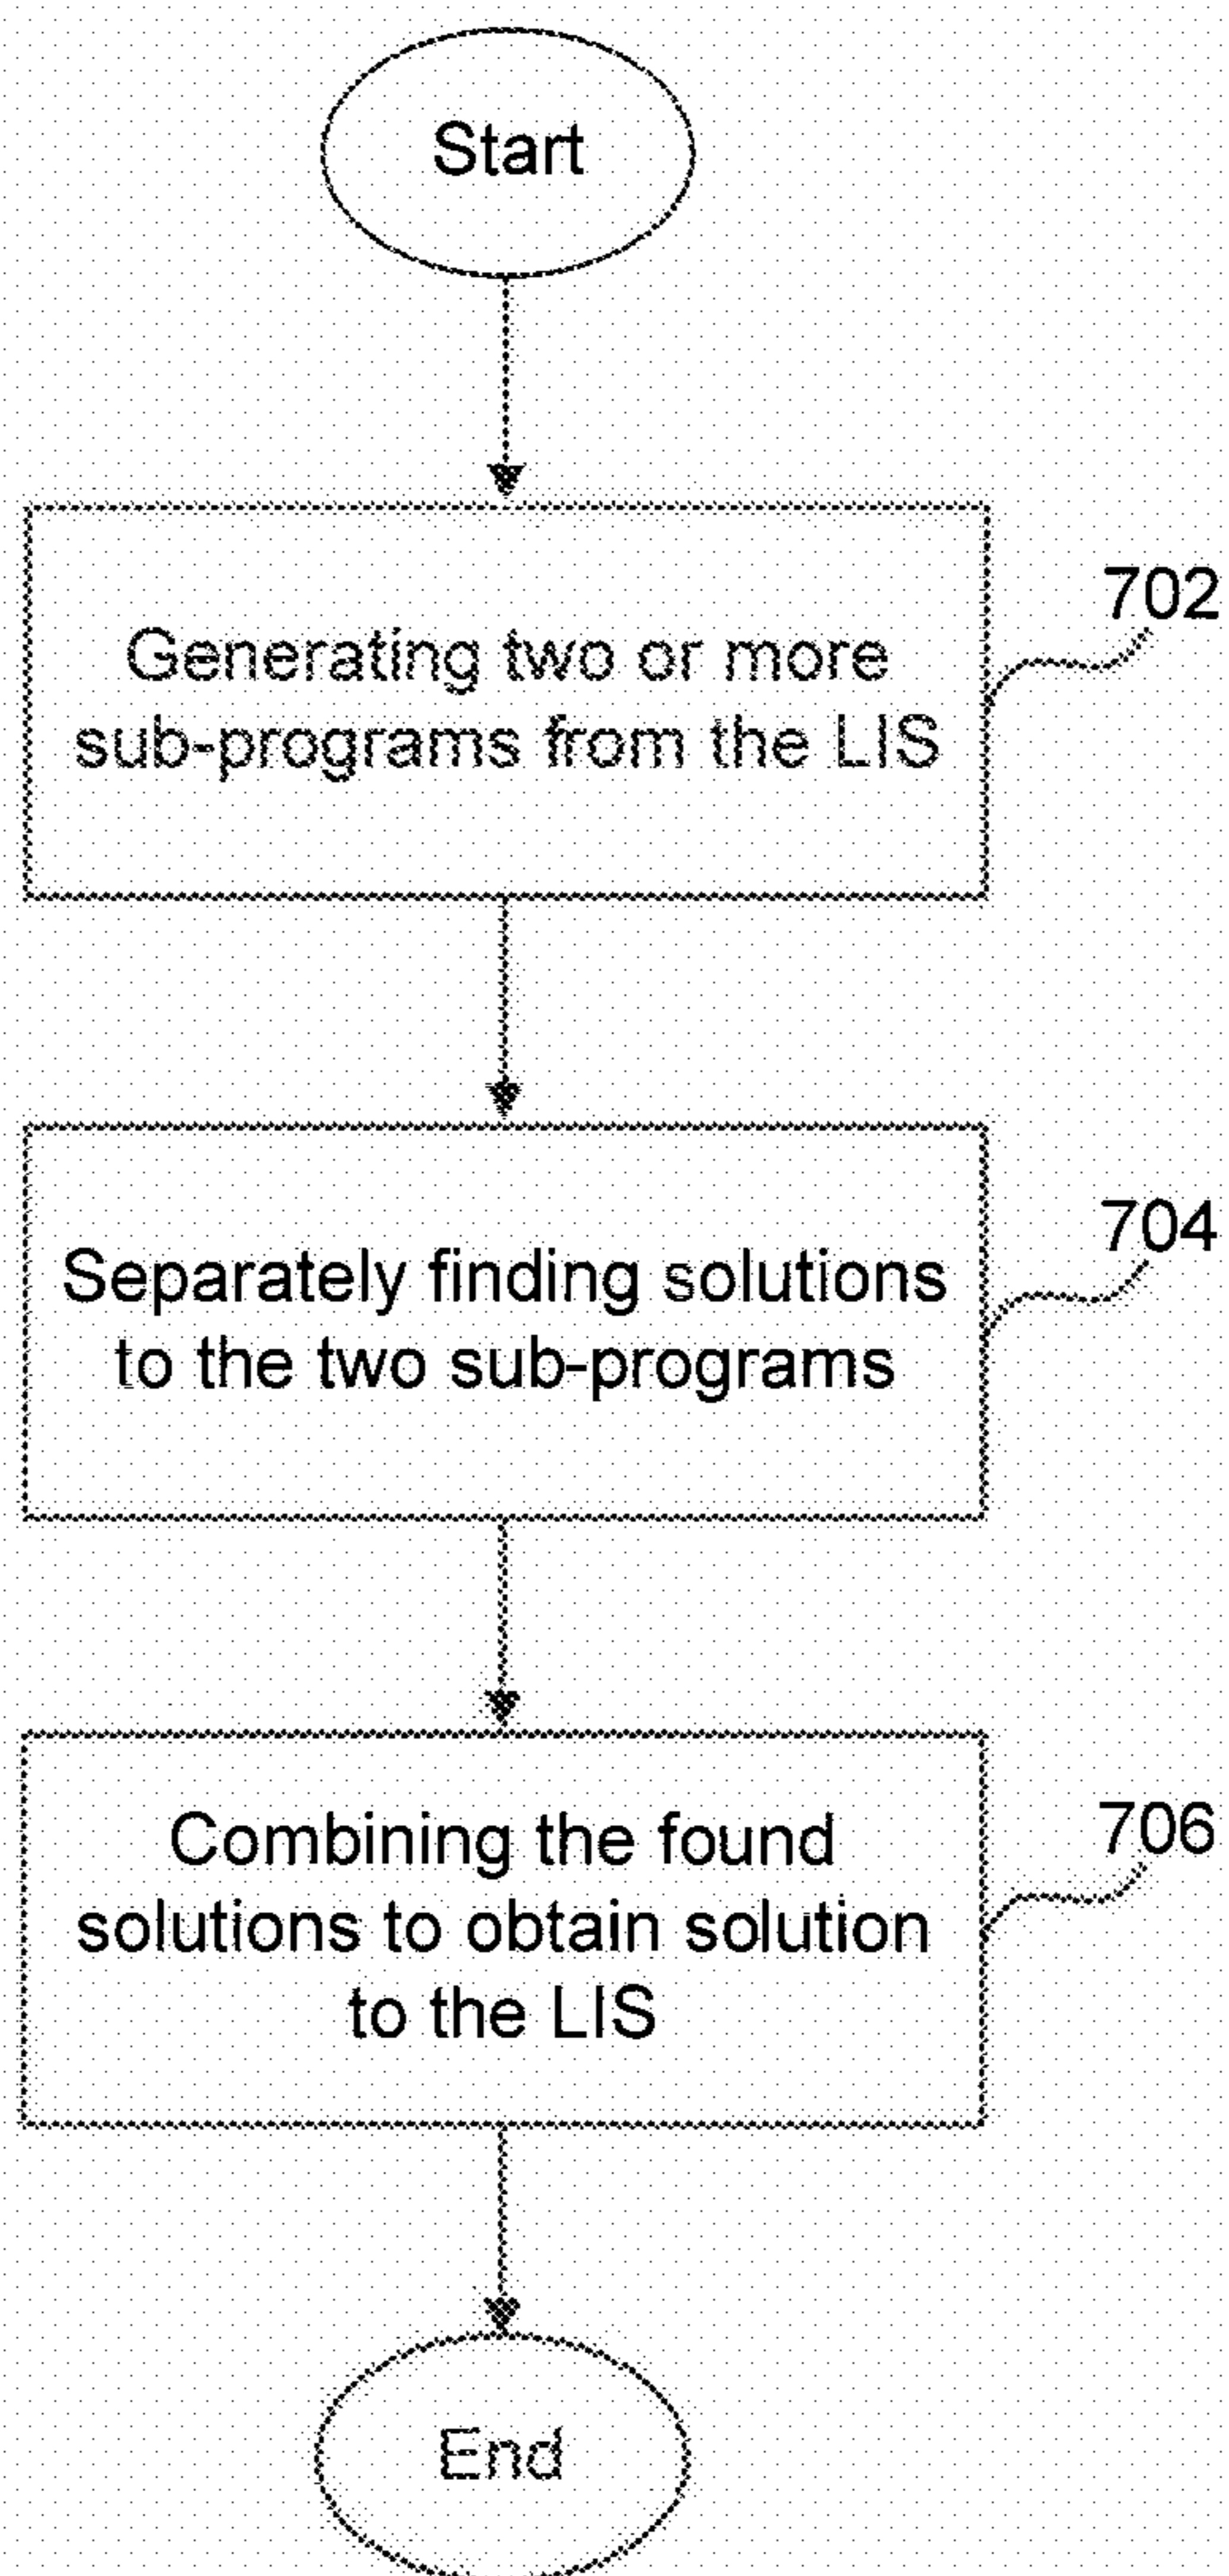 Start
702
Generating two or more
sub-programs from the LIS
704
Separately finding solutions
to the two sub-programs
706
Combining the found
solutions to obtain solution
to the LIS
End